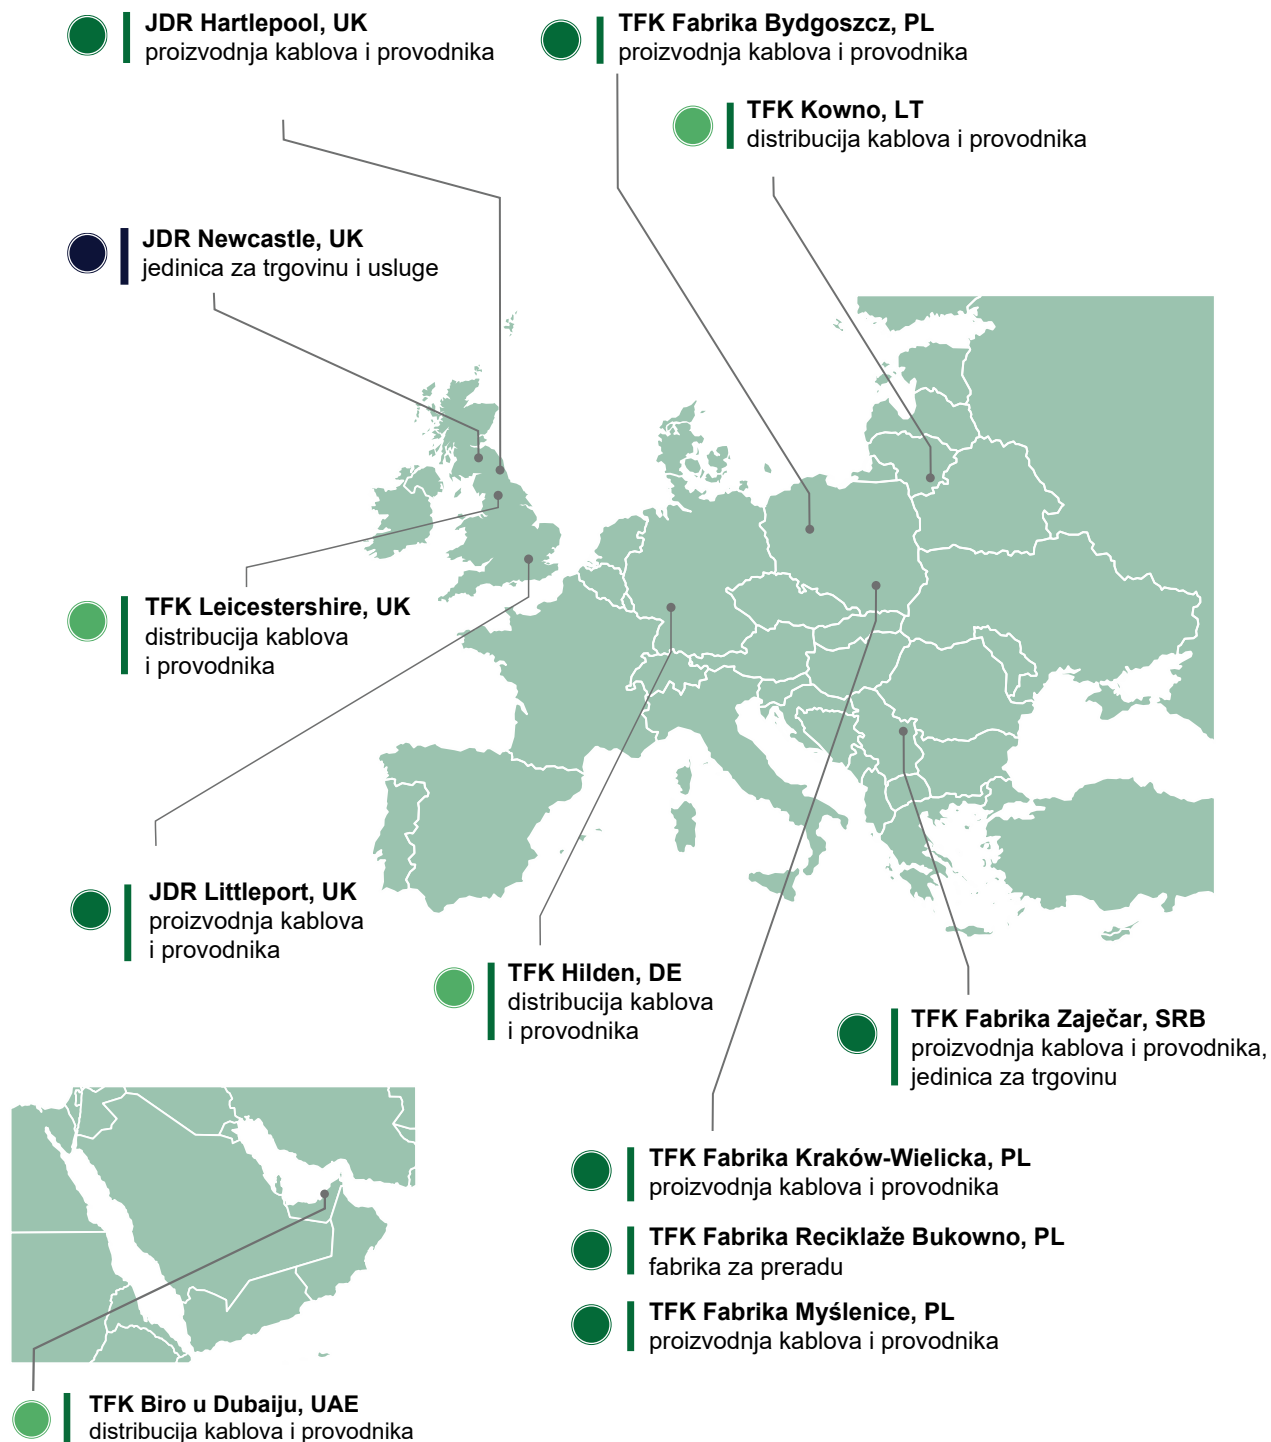 JDR Hartlepool, UK
proizvodnja kablova i provodnika
TFK Fabrika Bydgoszcz, PL
proizvodnja kablova i provodnika
TFK Kowno, LT
distribucija kablova i provodnika
JDR Newcastle, UK
jedinica za trgovinu i usluge
TFK Leicestershire, UK
distribucija kablova
i provodnika
JDR Littleport, UK
proizvodnja kablova
i provodnika
TFK Hilden, DE
distribucija kablova
i provodnika
TFK Fabrika Zaječar, SRB
proizvodnja kablova i provodnika,
jedinica za trgovinu
TFK Fabrika Kraków-Wielicka, PL
proizvodnja kablova i provodnika
TFK Fabrika Reciklaže Bukowno, PL
fabrika za preradu
TFK Fabrika Myślenice, PL
proizvodnja kablova i provodnika
TFK Biro u Dubaiju, UAE
distribucija kablova i provodnika